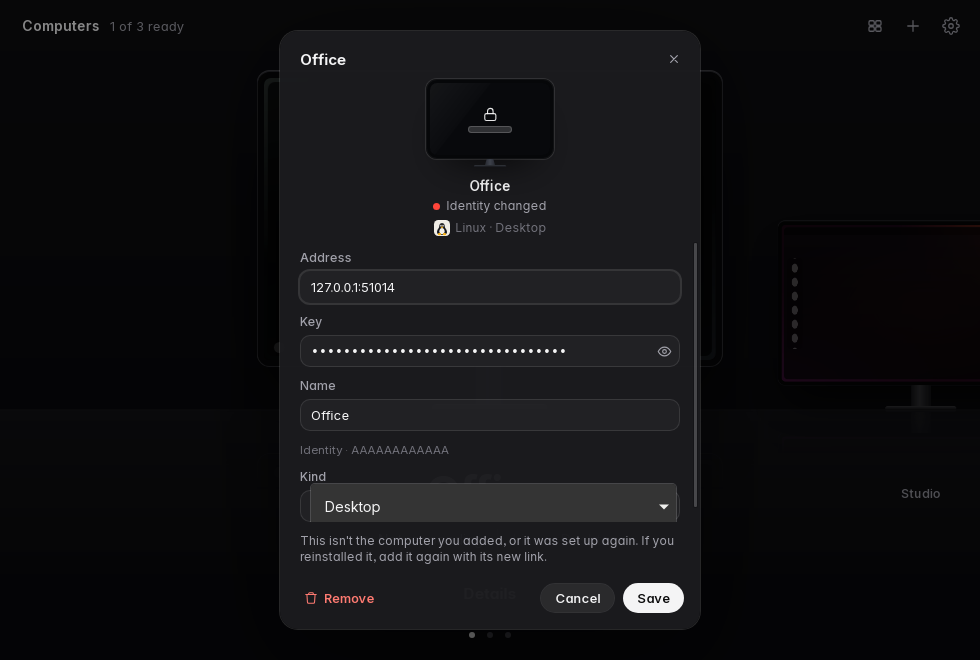 Computers 1 of 3 ready
Office
Office
Identity changed
Linux · Desktop
Address
127.0.0.1:51014
Key
Name
Office
Identity · AAAAAAAAAAAA
Kind
Desktop
Studio
This isn't the computer you added, or it was set up again. If you
reinstalled it, add it again with its new link.
Details
Remove
Cancel
Save